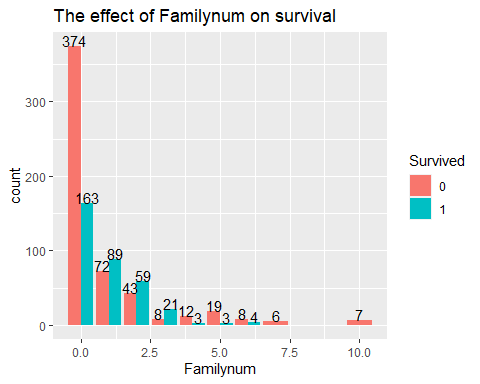 The effect of Familynum on survival
374
300
Survived
0
count
200
163
1
100
72 89
43 59
8 21 12 3 19 3 8 4 6 7
0
0.0 2.5 5.0 7.5 10.0
Familynum